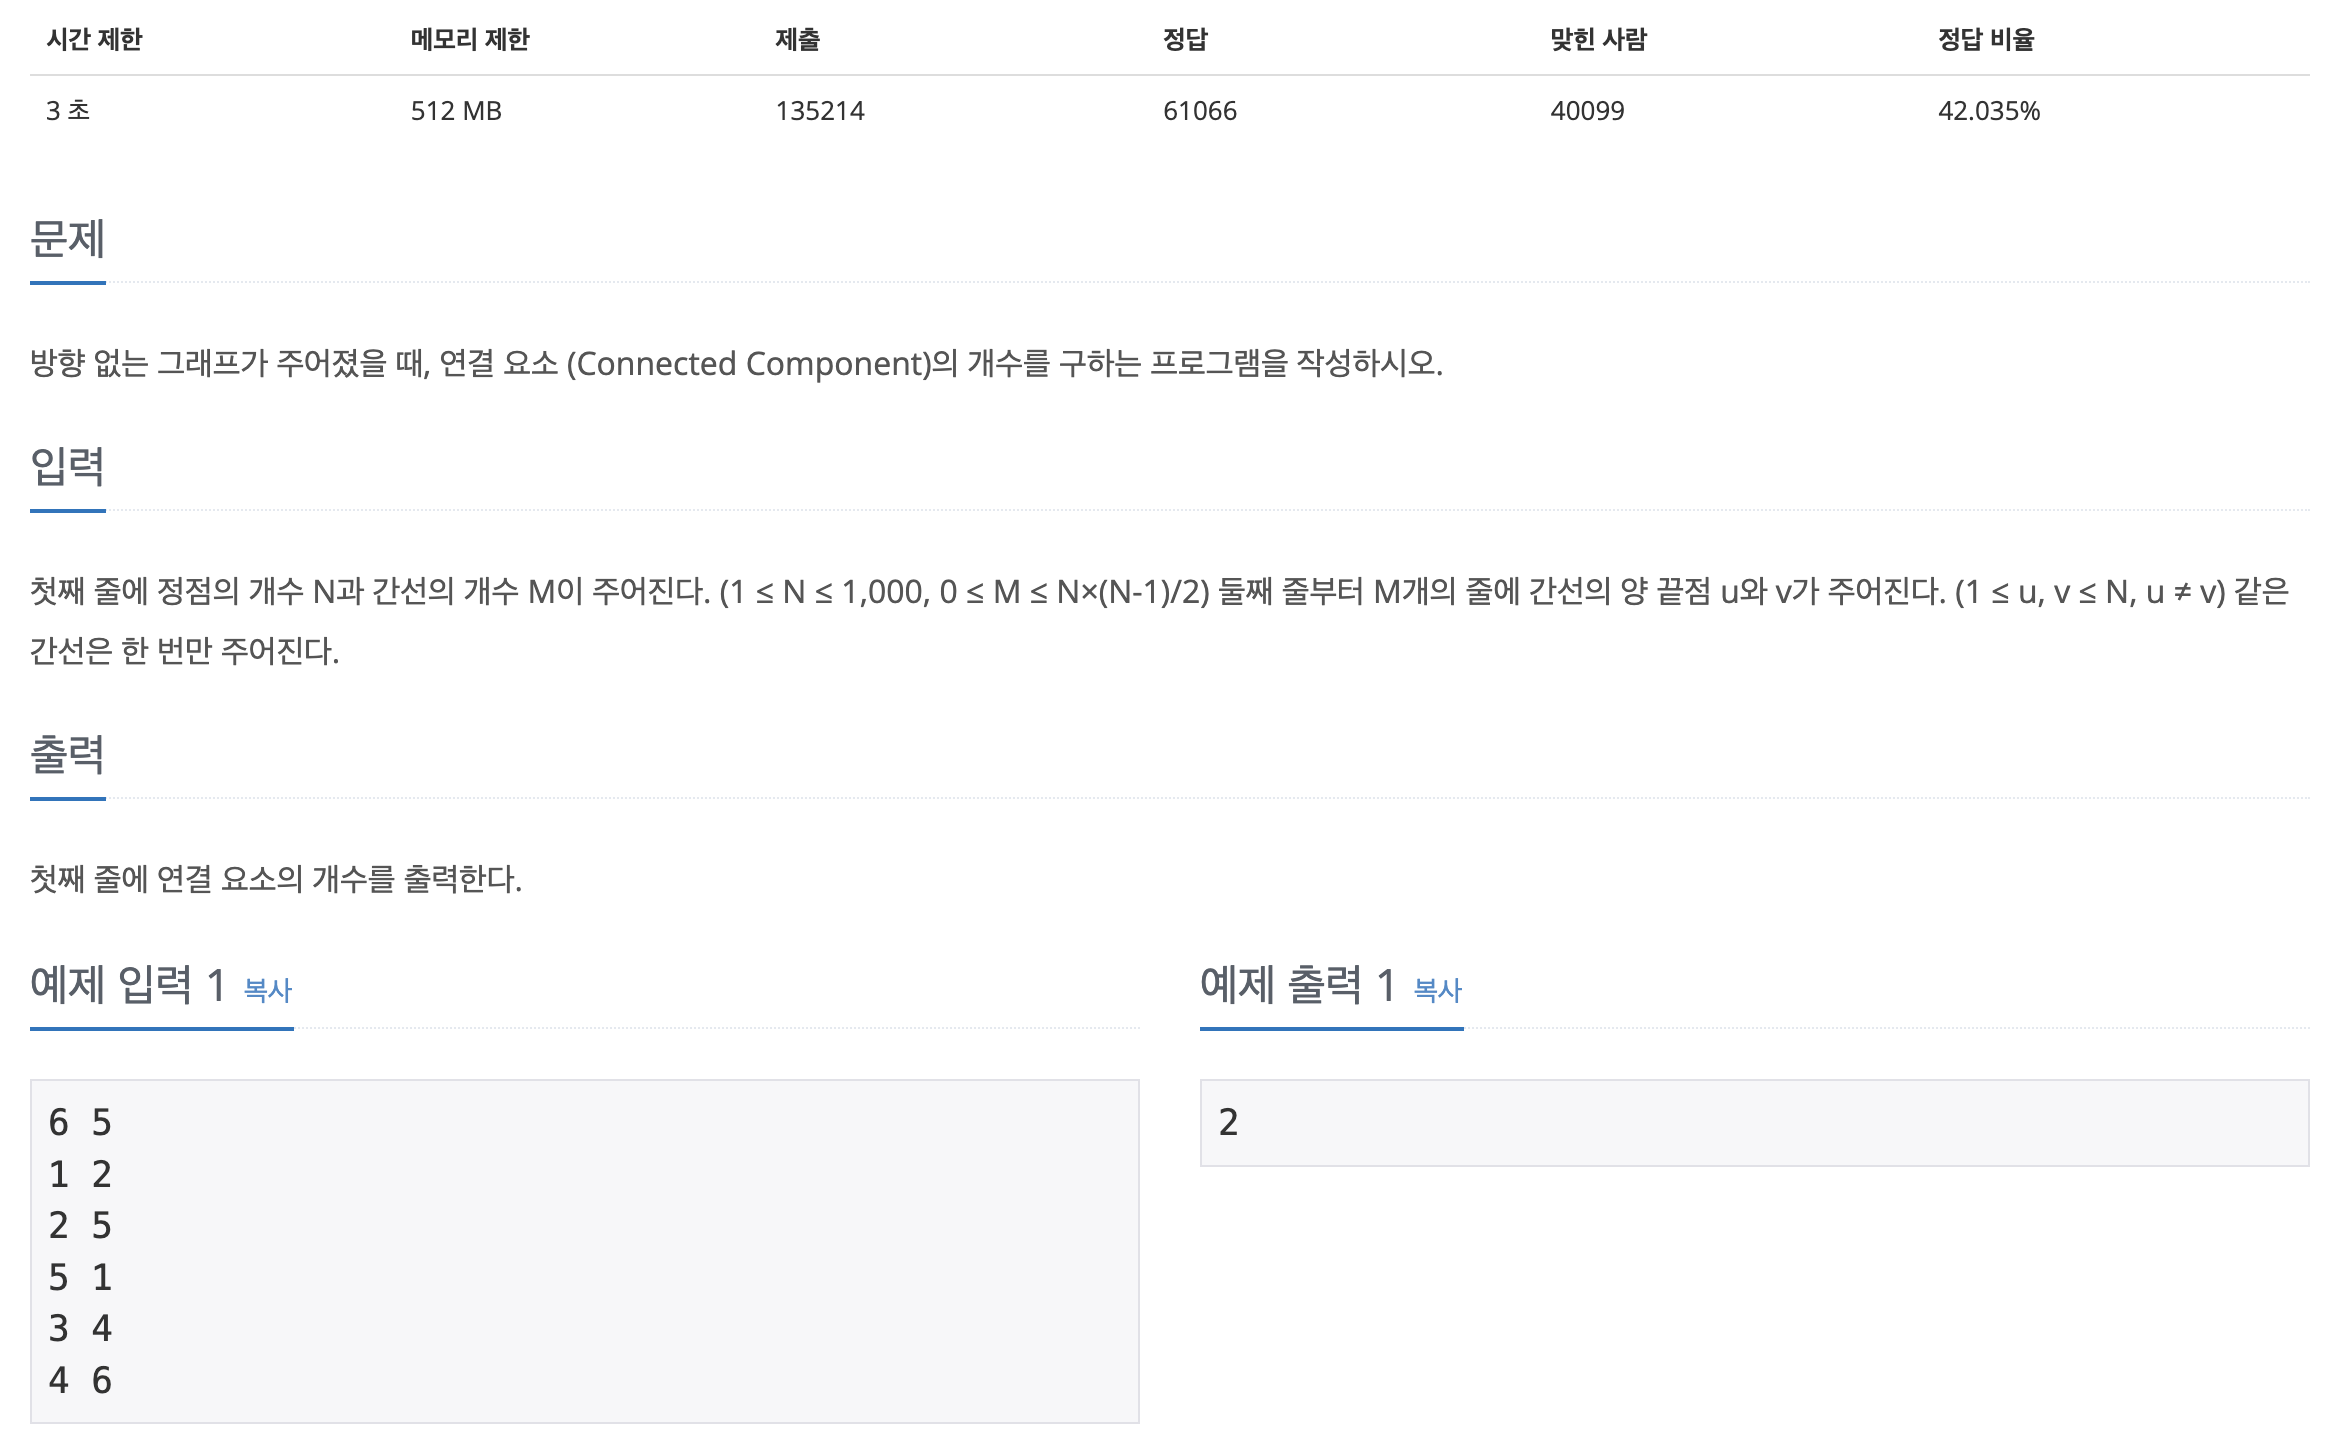 시간 제한 메모리 제한 제출 정답 맞힌 사람 정답 비율
3 초 512 MB 135214 61066 40099 42.035%
문제
방향 없는 그래프가 주어졌을 때, 연결 요소 (Connected Component)의 개수를 구하는 프로그램을 작성하시오.
입력
첫째 줄에 정점의 개수 N과 간선의 개수 M이 주어진다. (1 ≤ N ≤ 1,000, 0 ≤ M ≤ N×(N-1)/2) 둘째 줄부터 M개의 줄에 간선의 양 끝점 u와 v가 주어진다. (1 ≤ u, v ≤ N, u ≠ v) 같은
간선은 한 번만 주어진다.
출력
첫째 줄에 연결 요소의 개수를 출력한다.
예제 입력 1 복사
6 5
1 2
2 5
5 1
3 4
4 6
예제 출력 1 복사
2